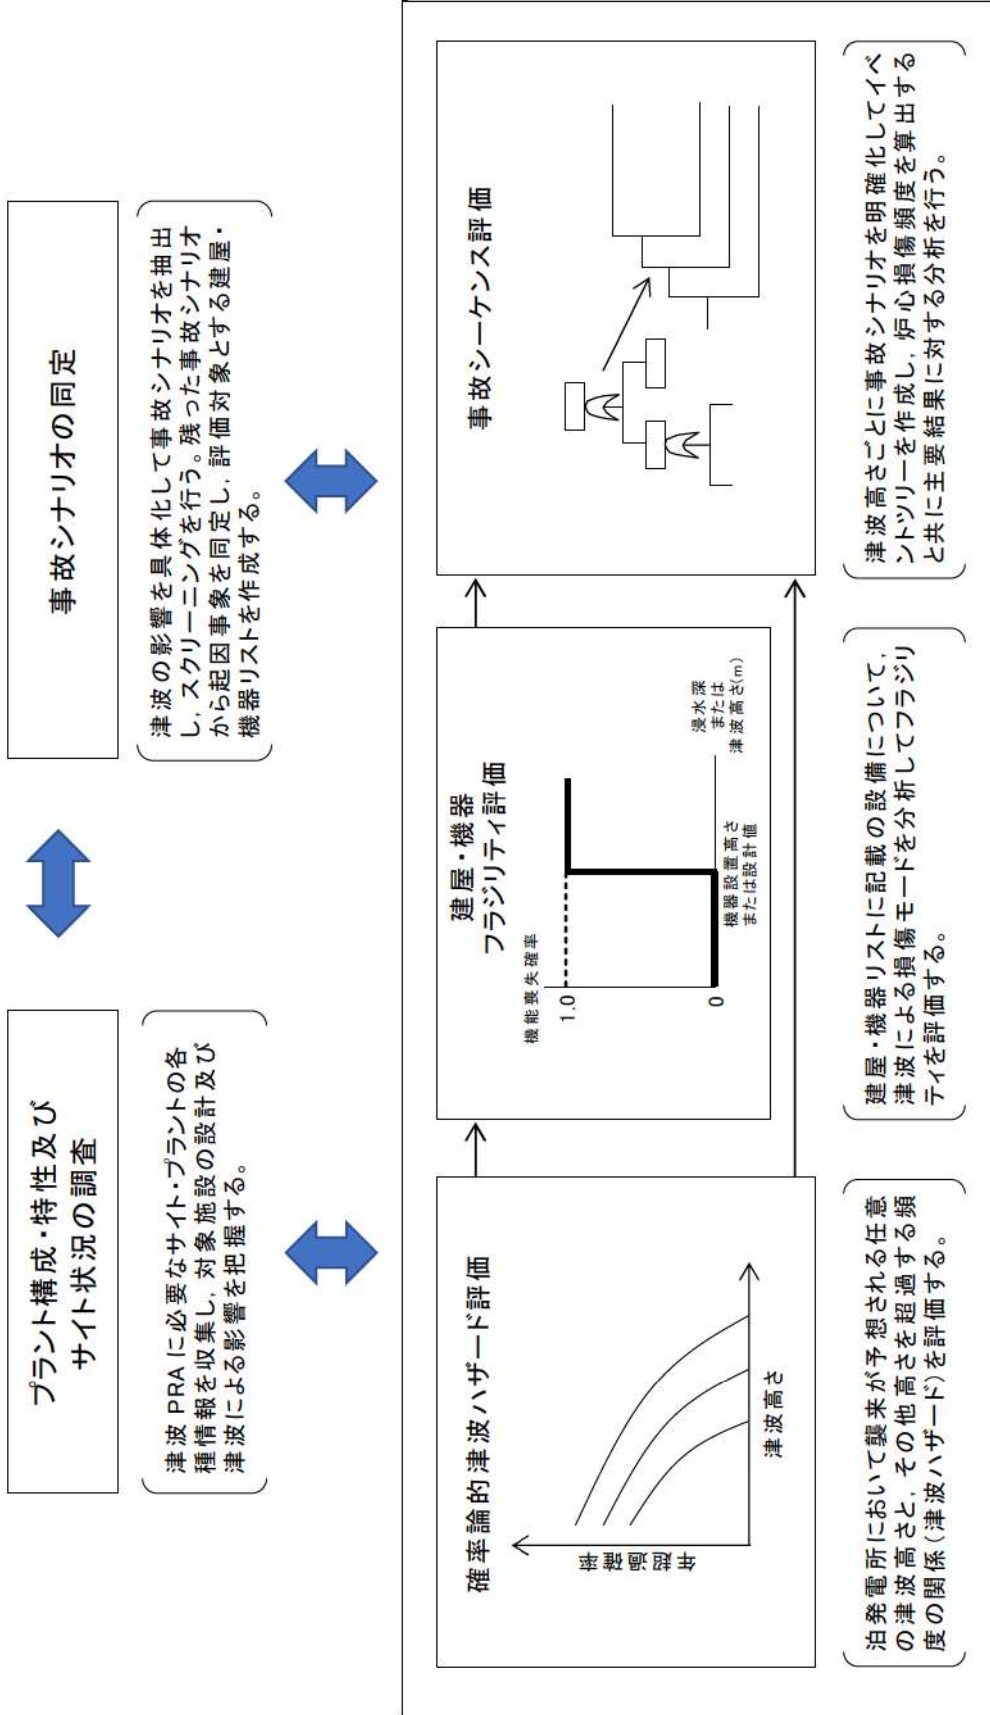 プラント構成・特性及び
サイト状況の調査
津波 PRA に必要なサイト・プラントの各
種情報を収集し,対象施設の設計及び
津波による影響を把握する。
事故シナリオの同定
津波の影響を具体化して事故シナリオを抽出
し,スクリーニングを行う。残った事故シナリオ
から起因事象を同定し,評価対象とする建屋・
機器リストを作成する。
確率論的津波ハザード評価
年超過確率
津波高さ
泊発電所において襲来が予想される任意
の津波高さと,その他高さを超過する頻
度の関係(津波ハザード)を評価する。
建屋・機器
フラジリティ評価
機能喪失確率
1.0
0
機器設置高さ
または設計値
浸水深
または
津波高さ(m)
建屋・機器リストに記載の設備について,
津波による損傷モードを分析してフラジリ
ティを評価する。
事故シーケンス評価
津波高さごとに事故シナリオを明確化してイベ
ントツリーを作成し,炉心損傷頻度を算出する
と共に主要結果に対する分析を行う。